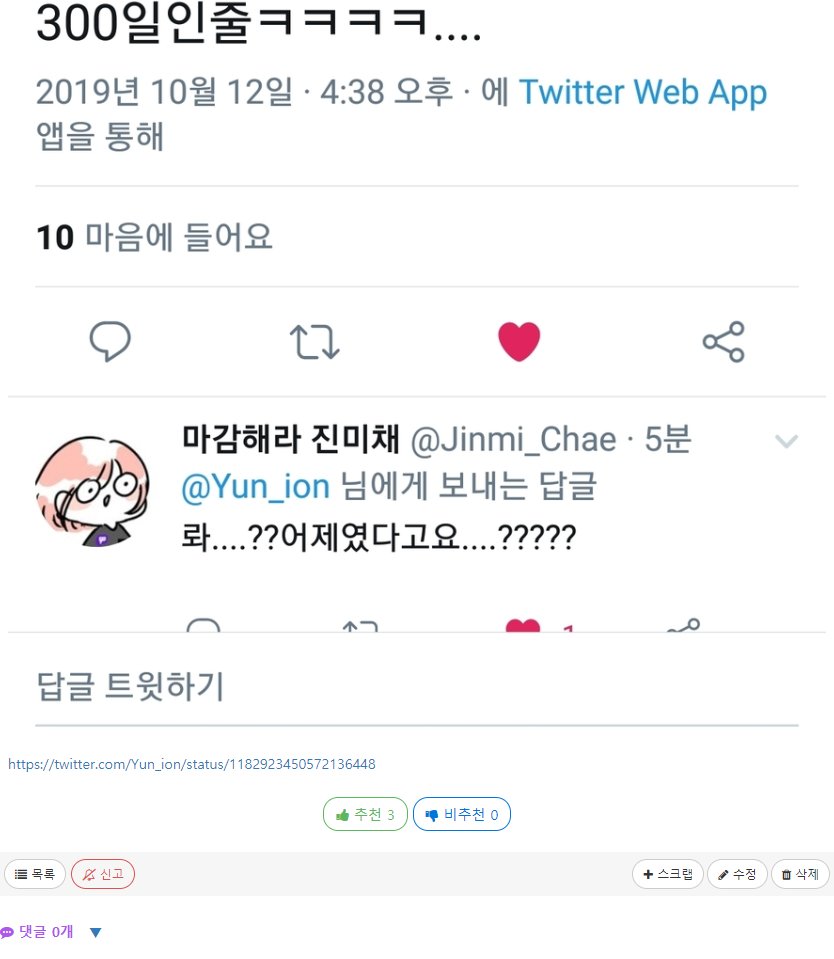 300일인줄ㅋㅋㅋㅋ....
2019년 10월 12일 · 4:38 오후 · 에 Twitter Web App
앱을 통해
10 마음에 들어요
마감해라 진미채 @Jinmi_Chae · 5분
@Yun_ion 님에게 보내는 답글
롸....??어제였다고요....?????
1
답글 트윗하기
https://twitter.com/Yun_ion/status/1182923450572136448
추천 3 비추천 0
목록 신고 스크랩 수정 삭제
댓글 0개 ▼